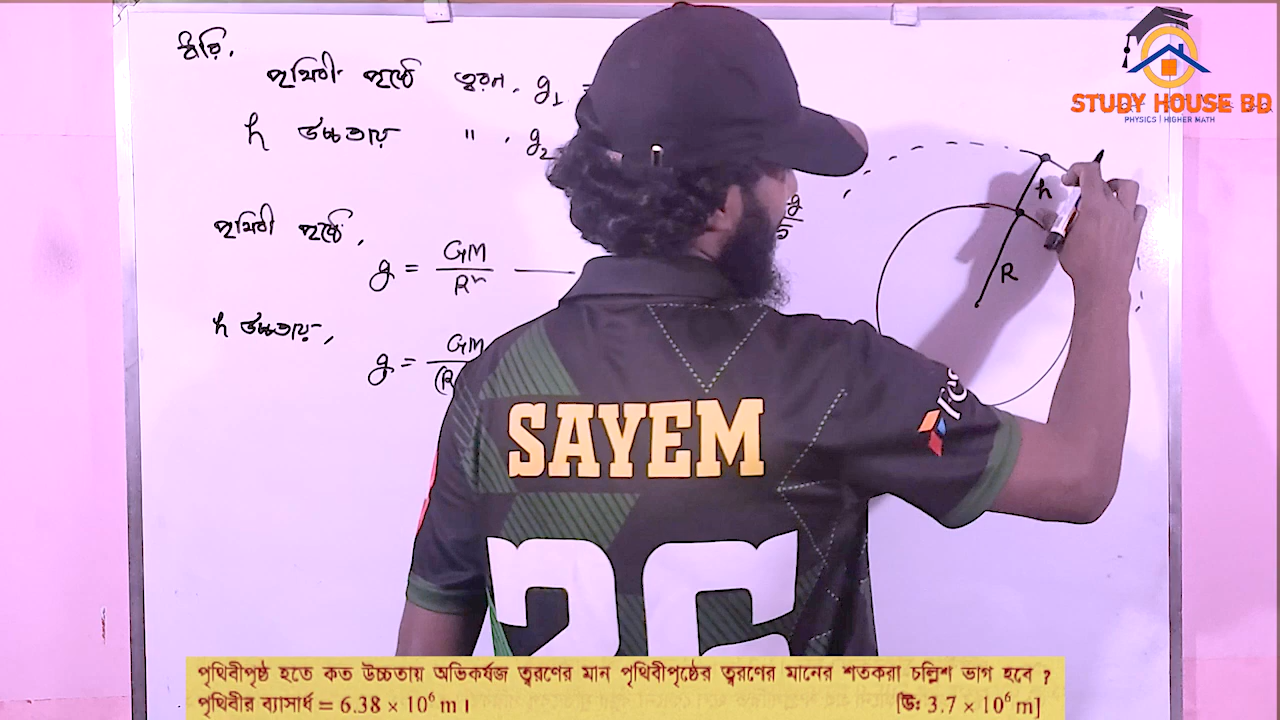 ধরি,
পৃথিবী পৃষ্ঠে ত্বরন, g₁ =
h উচ্চতায় " , g₂
পৃথিবী পৃষ্ঠে,
g = GM/R²
h উচ্চতায়,
g = GM/(R
h
R
STUDY HOUSE BD
PHYSICS | HIGHER MATH
SAYEM
26
পৃথিবীপৃষ্ঠ হতে কত উচ্চতায় অভিকর্ষজ ত্বরণের মান পৃথিবীপৃষ্ঠের ত্বরণের মানের শতকরা চল্লিশ ভাগ হবে ?
পৃথিবীর ব্যাসার্ধ = 6.38 × 10⁶ m । [উঃ 3.7 × 10⁶ m]